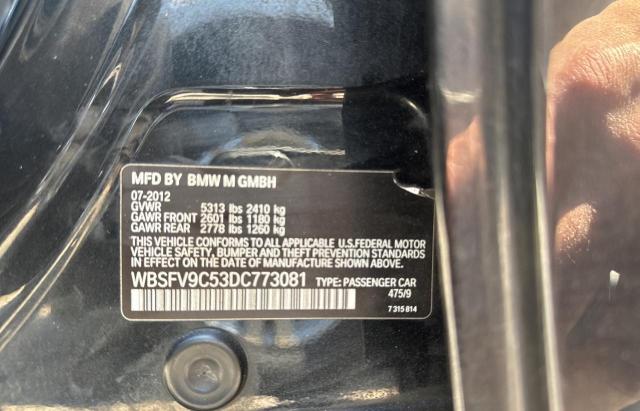 MFD BY BMW M GMBH
07-2012
GVWR 5313 lbs 2410 kg
GAWR FRONT 2601 lbs 1180 kg
GAWR REAR 2778 lbs 1260 kg
THIS CONFORMS TO ALL APPLICABLE U.S.FEDERAL MOTOR
VEHICLE SAFETY, BUMPER AND THEFT PREVENTION STANDARDS
IN EFFECT ON THE DATE OF MANUFACTURE SHOWN ABOVE.
WBSFV9C53DC773081 TYPE: PASSENGER CAR
475/9
7 315 814